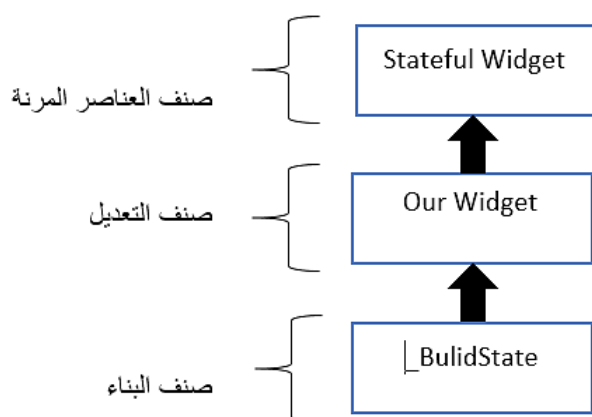 Stateful Widget
صنف العناصر المرنة
Our Widget
صنف التعديل
_BulidState
صنف البناء